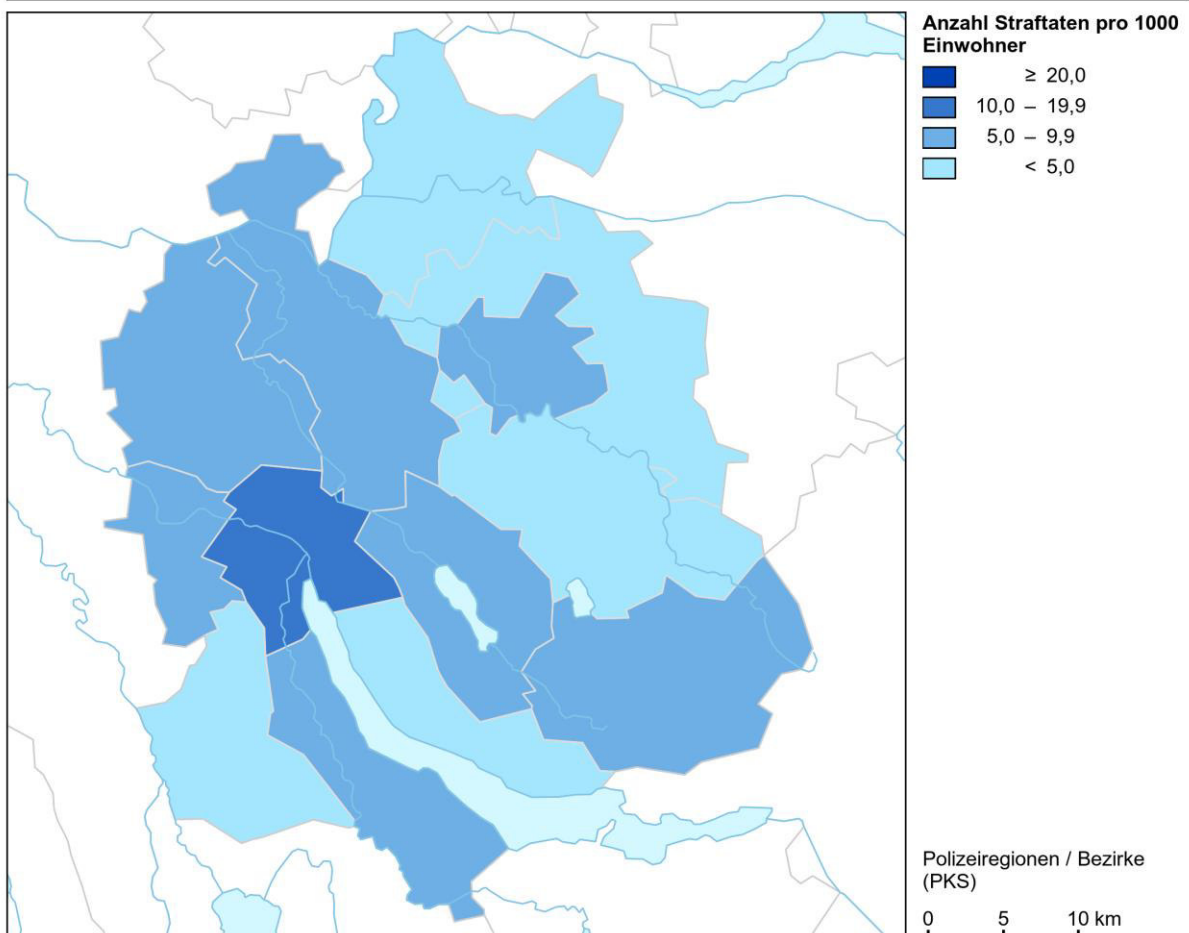 Anzahl Straftaten pro 1000
Einwohner
≥ 20,0
10,0 – 19,9
5,0 – 9,9
< 5,0
Polizeiregionen / Bezirke
(PKS)
0 5 10 km